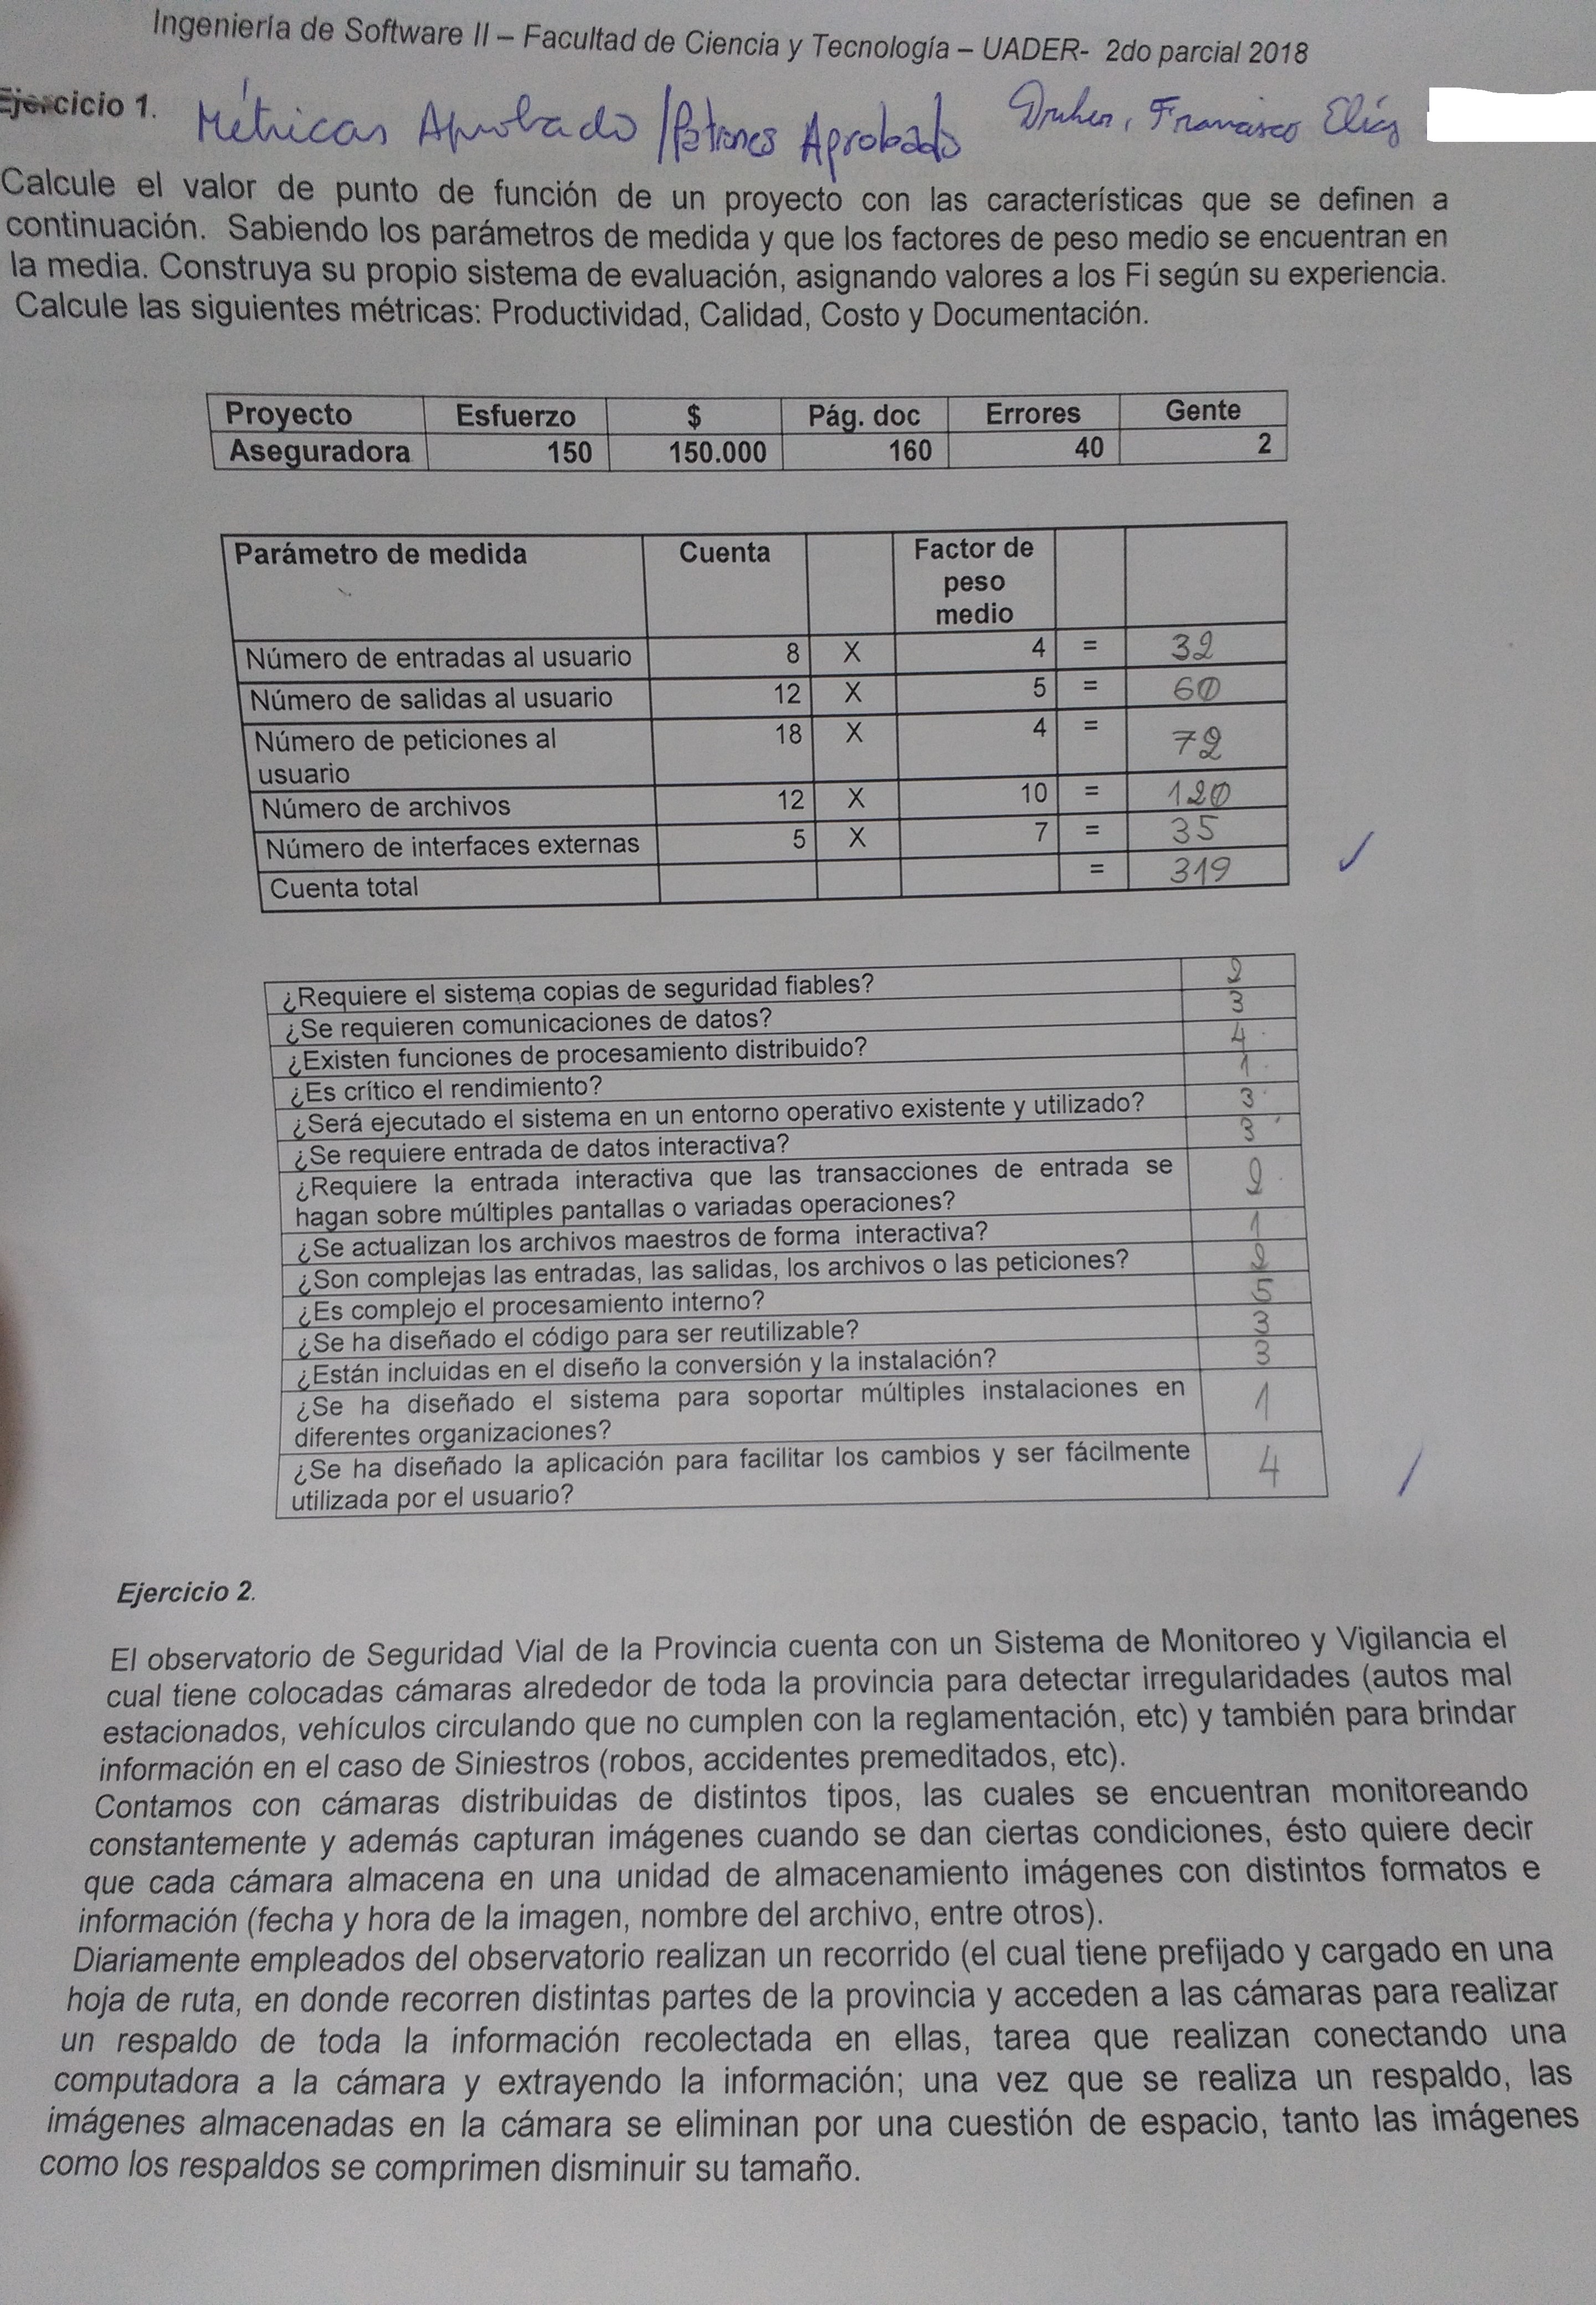 Ingeniería de Software II – Facultad de Ciencia y Tecnología – UADER- 2do parcial 2018
Ejercicio 1.
Métricas Aprobado / Patrones Aprobado
Francisco Elías
Calcule el valor de punto de función de un proyecto con las características que se definen a
continuación. Sabiendo los parámetros de medida y que los factores de peso medio se encuentran en
la media. Construya su propio sistema de evaluación, asignando valores a los Fi según su experiencia.
Calcule las siguientes métricas: Productividad, Calidad, Costo y Documentación.
Proyecto Esfuerzo $ Pág. doc Errores Gente
Aseguradora 150 150.000 160 40 2
Parámetro de medida Cuenta Factor de
peso
medio
Número de entradas al usuario 8 X 4 = 32
Número de salidas al usuario 12 X 5 = 60
Número de peticiones al 18 X 4 = 72
usuario
Número de archivos 12 X 10 = 120
Número de interfaces externas 5 X 7 = 35
Cuenta total = 319
¿Requiere el sistema copias de seguridad fiables? 2
¿Se requieren comunicaciones de datos? 3
¿Existen funciones de procesamiento distribuido? 4
¿Es crítico el rendimiento? 1
¿Será ejecutado el sistema en un entorno operativo existente y utilizado? 3
¿Se requiere entrada de datos interactiva? 3
¿Requiere la entrada interactiva que las transacciones de entrada se 2
hagan sobre múltiples pantallas o variadas operaciones?
¿Se actualizan los archivos maestros de forma interactiva? 1
¿Son complejas las entradas, las salidas, los archivos o las peticiones? 2
¿Es complejo el procesamiento interno? 5
¿Se ha diseñado el código para ser reutilizable? 3
¿Están incluidas en el diseño la conversión y la instalación? 3
¿Se ha diseñado el sistema para soportar múltiples instalaciones en 1
diferentes organizaciones?
¿Se ha diseñado la aplicación para facilitar los cambios y ser fácilmente 4
utilizada por el usuario?
Ejercicio 2.
El observatorio de Seguridad Vial de la Provincia cuenta con un Sistema de Monitoreo y Vigilancia el
cual tiene colocadas cámaras alrededor de toda la provincia para detectar irregularidades (autos mal
estacionados, vehículos circulando que no cumplen con la reglamentación, etc) y también para brindar
información en el caso de Siniestros (robos, accidentes premeditados, etc).
Contamos con cámaras distribuidas de distintos tipos, las cuales se encuentran monitoreando
constantemente y además capturan imágenes cuando se dan ciertas condiciones, ésto quiere decir
que cada cámara almacena en una unidad de almacenamiento imágenes con distintos formatos e
información (fecha y hora de la imagen, nombre del archivo, entre otros).
Diariamente empleados del observatorio realizan un recorrido (el cual tiene prefijado y cargado en una
hoja de ruta, en donde recorren distintas partes de la provincia y acceden a las cámaras para realizar
un respaldo de toda la información recolectada en ellas, tarea que realizan conectando una
computadora a la cámara y extrayendo la información; una vez que se realiza un respaldo, las
imágenes almacenadas en la cámara se eliminan por una cuestión de espacio, tanto las imágenes
como los respaldos se comprimen disminuir su tamaño.